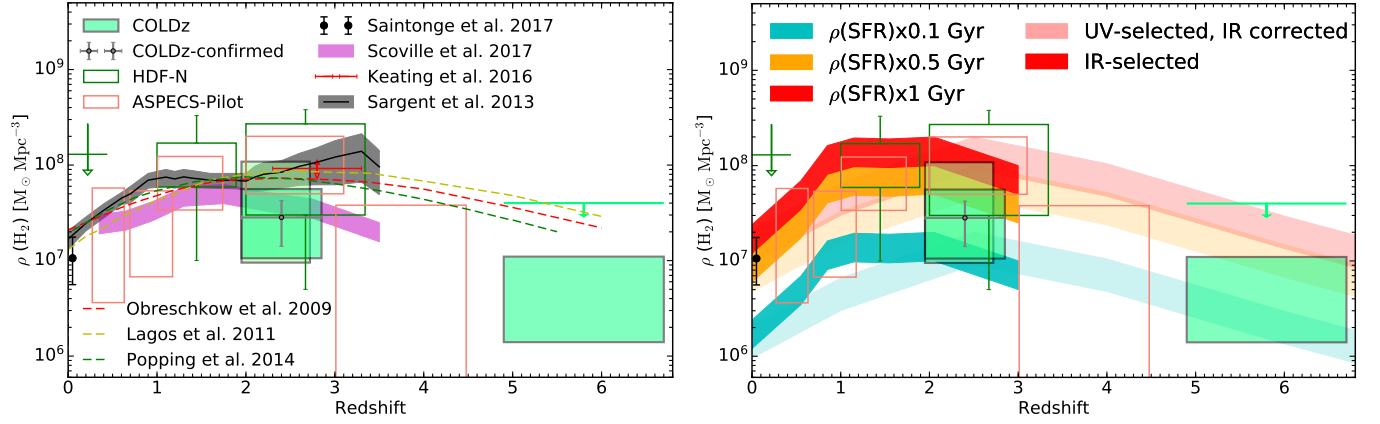 COLDz
COLDz-confirmed
HDF-N
ASPECS-Pilot
Saintonge et al. 2017
Scoville et al. 2017
Keating et al. 2016
Sargent et al. 2013
Obreschkow et al. 2009
Lagos et al. 2011
Popping et al. 2014
10⁹
10⁸
10⁷
10⁶
ρ (H₂) [M☉ Mpc⁻³]
0 1 2 3 4 5 6
Redshift
ρ(SFR)x0.1 Gyr
ρ(SFR)x0.5 Gyr
ρ(SFR)x1 Gyr
UV-selected, IR corrected
IR-selected
10⁹
10⁸
10⁷
10⁶
ρ (H₂) [M☉ Mpc⁻³]
0 1 2 3 4 5 6
Redshift